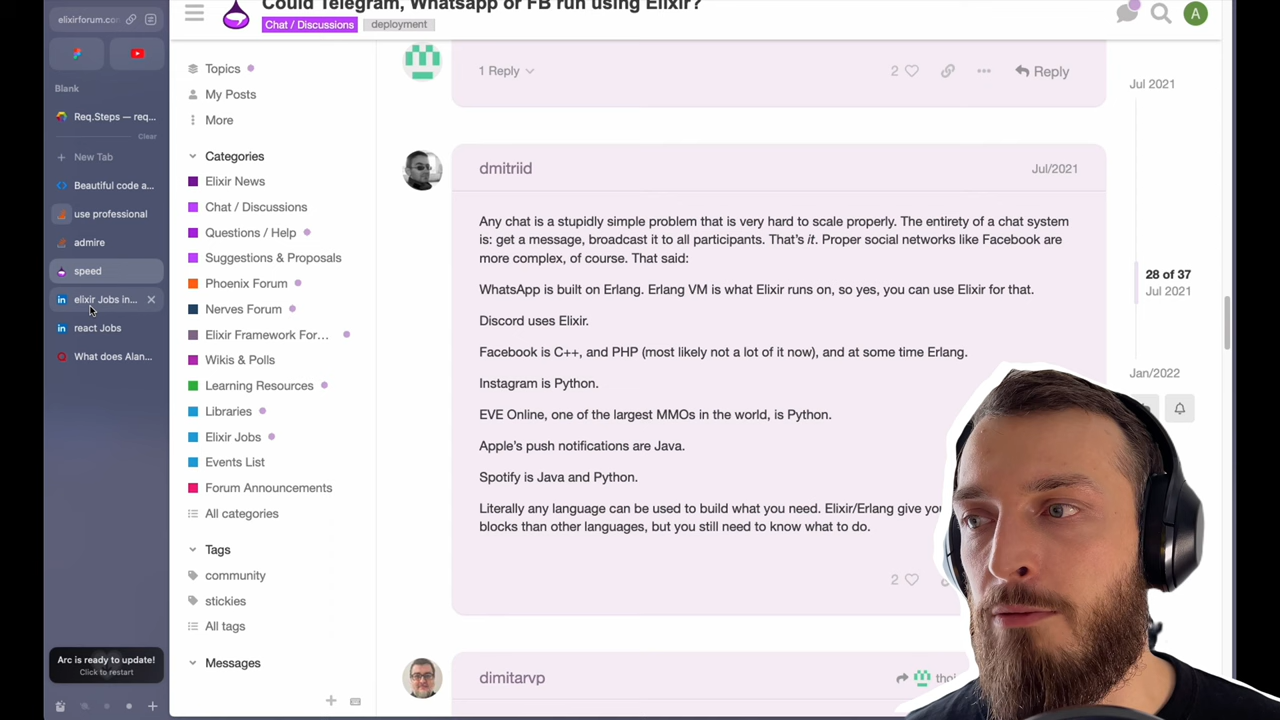 elixirforum.co
Could Telegram, Whatsapp or FB run using Elixir?
Chat / Discussions
deployment
A
Blank
Req.Steps — req...
Clear
New Tab
Beautiful code a...
use professional
admire
speed
elixir Jobs in...
react Jobs
What does Alan...
Arc is ready to update!
Click to restart
Topics
My Posts
More
Categories
Elixir News
Chat / Discussions
Questions / Help
Suggestions & Proposals
Phoenix Forum
Nerves Forum
Elixir Framework For...
Wikis & Polls
Learning Resources
Libraries
Elixir Jobs
Events List
Forum Announcements
All categories
Tags
community
stickies
All tags
Messages
1 Reply
2
Reply
dmitriid
Jul/2021
Any chat is a stupidly simple problem that is very hard to scale properly. The entirety of a chat system
is: get a message, broadcast it to all participants. That's it. Proper social networks like Facebook are
more complex, of course. That said:
WhatsApp is built on Erlang. Erlang VM is what Elixir runs on, so yes, you can use Elixir for that.
Discord uses Elixir.
Facebook is C++, and PHP (most likely not a lot of it now), and at some time Erlang.
Instagram is Python.
EVE Online, one of the largest MMOs in the world, is Python.
Apple's push notifications are Java.
Spotify is Java and Python.
Literally any language can be used to build what you need. Elixir/Erlang give you
blocks than other languages, but you still need to know what to do.
2
dimitarvp
Jul 2021
28 of 37
Jul 2021
Jan/2022